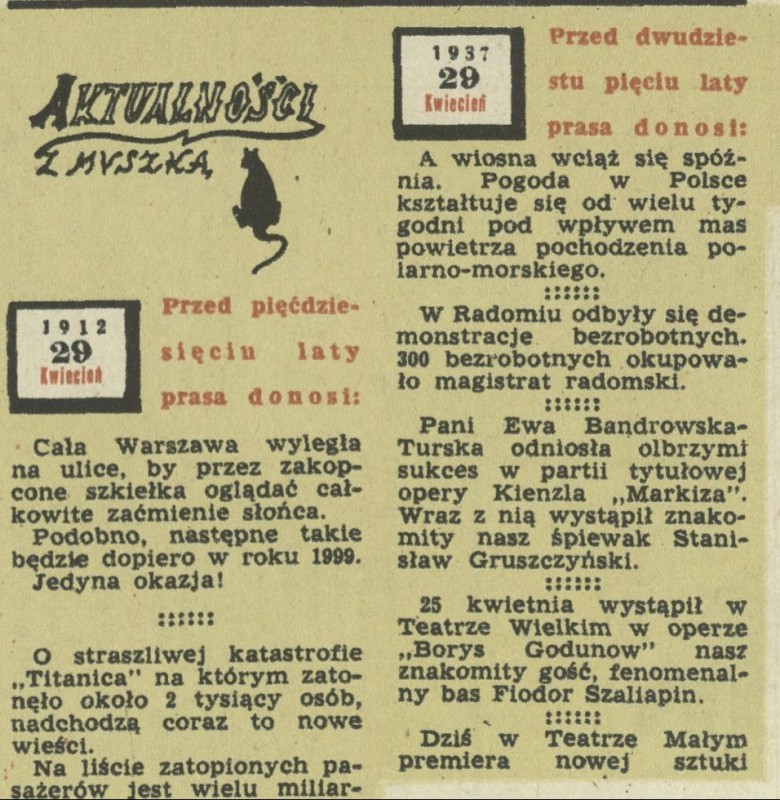 AKTUALNOŚCI
Z MYSZKĄ
1912
29
Kwiecień
Przed pięćdzie-
sięciu laty
prasa donosi:
Cała Warszawa wyległa
na ulice, by przez zakop-
cone szkiełka oglądać cał-
kowite zaćmienie słońca.
Podobno, następne takie
będzie dopiero w roku 1999.
Jedyna okazja!
::::::
O straszliwej katastrofie
„Titanica” na którym zato-
nęło około 2 tysiący osób,
nadchodzą coraz to nowe
wieści.
Na liście zatopionych pa-
sażerów jest wielu miliar-
1937
29
Kwiecień
Przed dwudzie-
stu pięciu laty
prasa donosi:
A wiosna wciąż się spóź-
nia. Pogoda w Polsce
kształtuje się od wielu ty-
godni pod wpływem mas
powietrza pochodzenia po-
larno-morskiego.
::::::
W Radomiu odbyły się de-
monstracje bezrobotnych.
300 bezrobotnych okupowa-
ło magistrat radomski.
::::::
Pani Ewa Bandrowska-
Turska odniosła olbrzymi
sukces w partii tytułowej
opery Kienzla „Markiza”.
Wraz z nią wystąpił znako-
mity nasz śpiewak Stani-
sław Gruszczyński.
::::::
25 kwietnia wystąpił w
Teatrze Wielkim w operze
„Borys Godunow” nasz
znakomity gość, fenomenal-
ny bas Fiodor Szaliapin.
::::::
Dziś w Teatrze Małym
premiera nowej sztuki